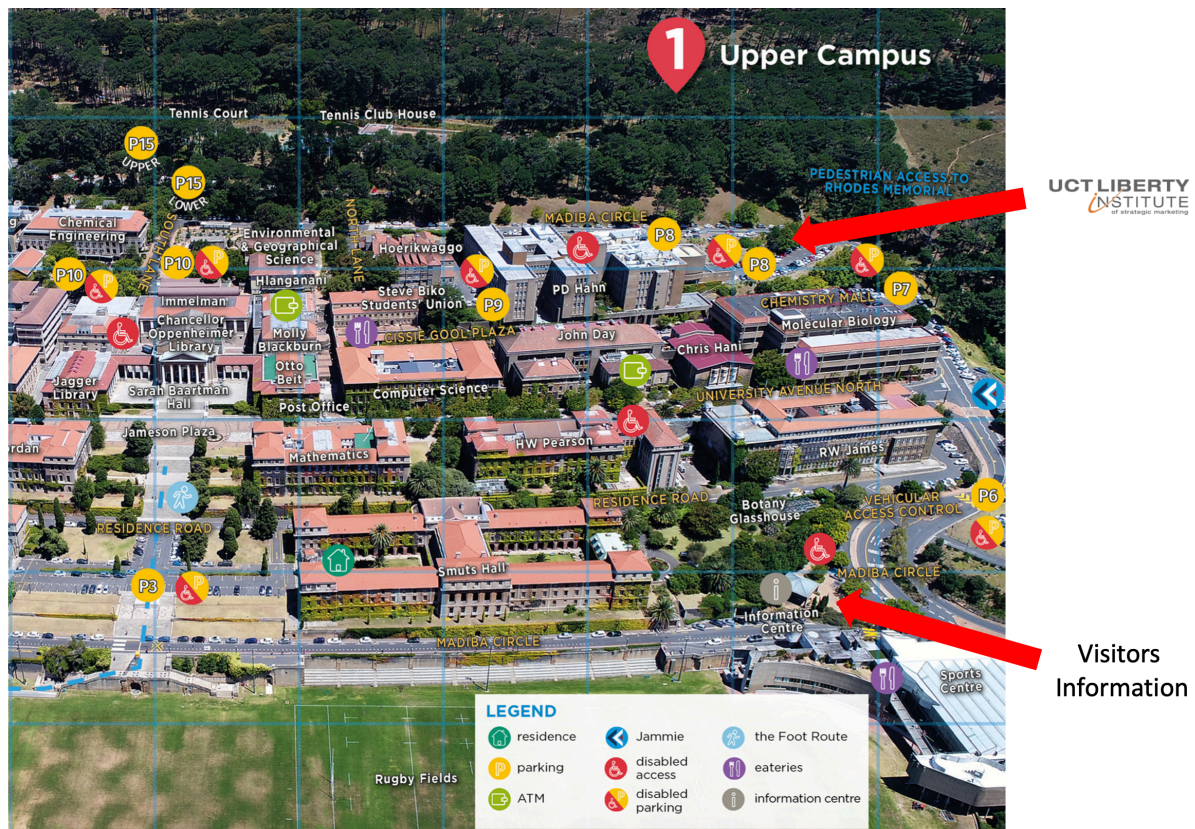 1 Upper Campus
Tennis Court
Tennis Club House
P15
UPPER
P15
LOWER
PEDESTRIAN ACCESS TO
RHODES MEMORIAL
UCT LIBERTY
iNSTITUTE
of strategic marketing
MADIBA CIRCLE
SOUTH LANE
NORTH LANE
g
Chemical
Engineering
Environmental
& Geographical
Science
Hoerikwaggo
P8
P8
P10
P10
P
P
P
P
P
Hlanganani
Immelman
Steve Biko
Students' Union
P9
PD Hahn
P7
CHEMISTRY MALL
Molecular Biology
Chancellor
Oppenheimer
Library
Molly
Blackburn
CISSIE GOOL PLAZA
John Day
Chris Hani
Otto
Beit
Jagger
Library
Sarah Baartman
Hall
Post Office
Computer Science
UNIVERSITY AVENUE NORTH
Jameson Plaza
rdan
Mathematics
HW Pearson
RW James
RESIDENCE ROAD
RESIDENCE ROAD
Botany
Glasshouse
VEHICULAR
ACCESS CONTROL
P6
P
Smuts Hall
MADIBA CIRCLE
P3
P
i
Information
Centre
MADIBA CIRCLE
Visitors
Information
Sports
Centre
Rugby Fields
LEGEND
residence
Jammie
the Foot Route
P
parking
disabled
access
eateries
ATM
P
disabled
parking
i
information centre